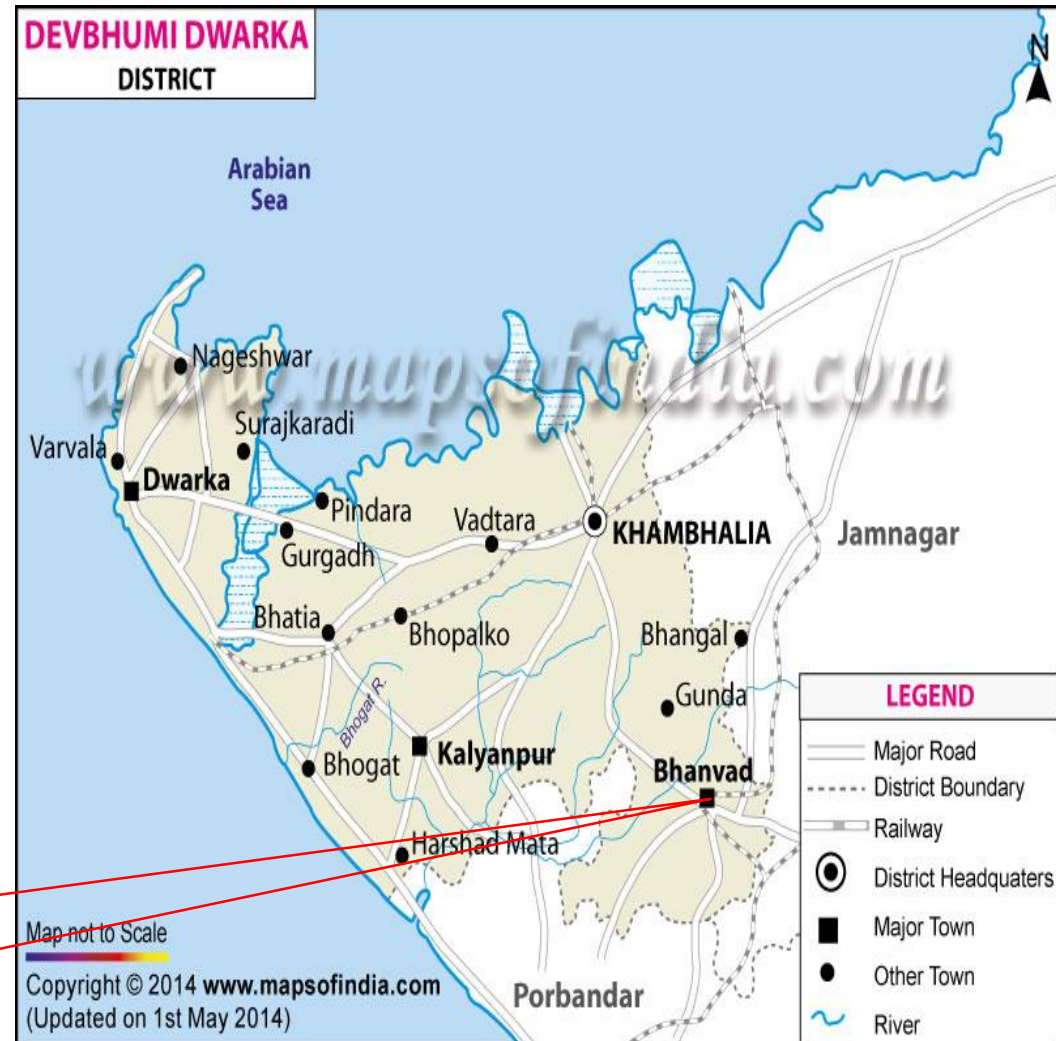 DEVBHUMI DWARKA
DISTRICT
N
Arabian
Sea
www.mapsofindia.com
Nageshwar
Surajkaradi
Varvala
Dwarka
Pindara
Vadtara
KHAMBHALIA
Jamnagar
Gurgadh
Bhatia
Bhopalko
Bhangal
Gunda
Bhogat R.
Kalyanpur
Bhogat
Bhanvad
Harshad Mata
Porbandar
LEGEND
Major Road
District Boundary
Railway
District Headquaters
Major Town
Other Town
River
Map not to Scale
Copyright © 2014 www.mapsofindia.com
(Updated on 1st May 2014)